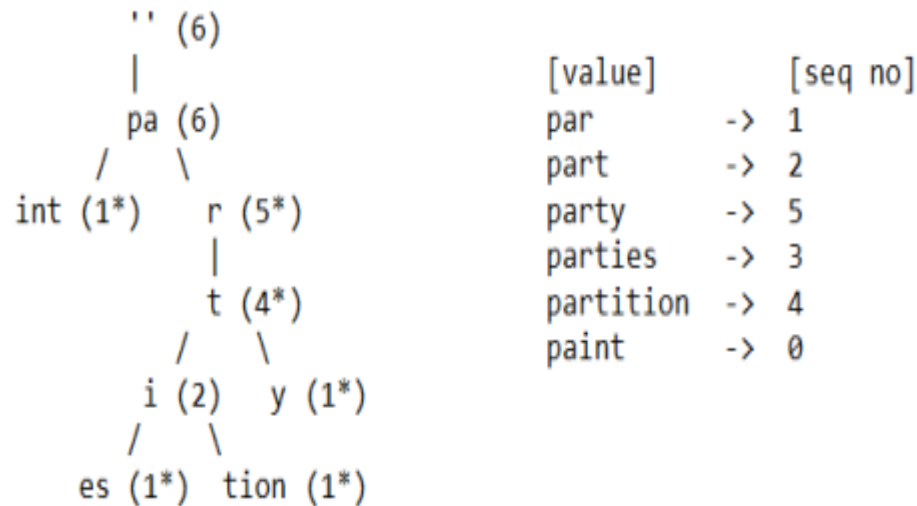 '' (6)
|
pa (6)
/ \
int (1*) r (5*)
|
t (4*)
/ \
i (2) y (1*)
/ \
es (1*) tion (1*)
[value] [seq no]
par -> 1
part -> 2
party -> 5
parties -> 3
partition -> 4
paint -> 0